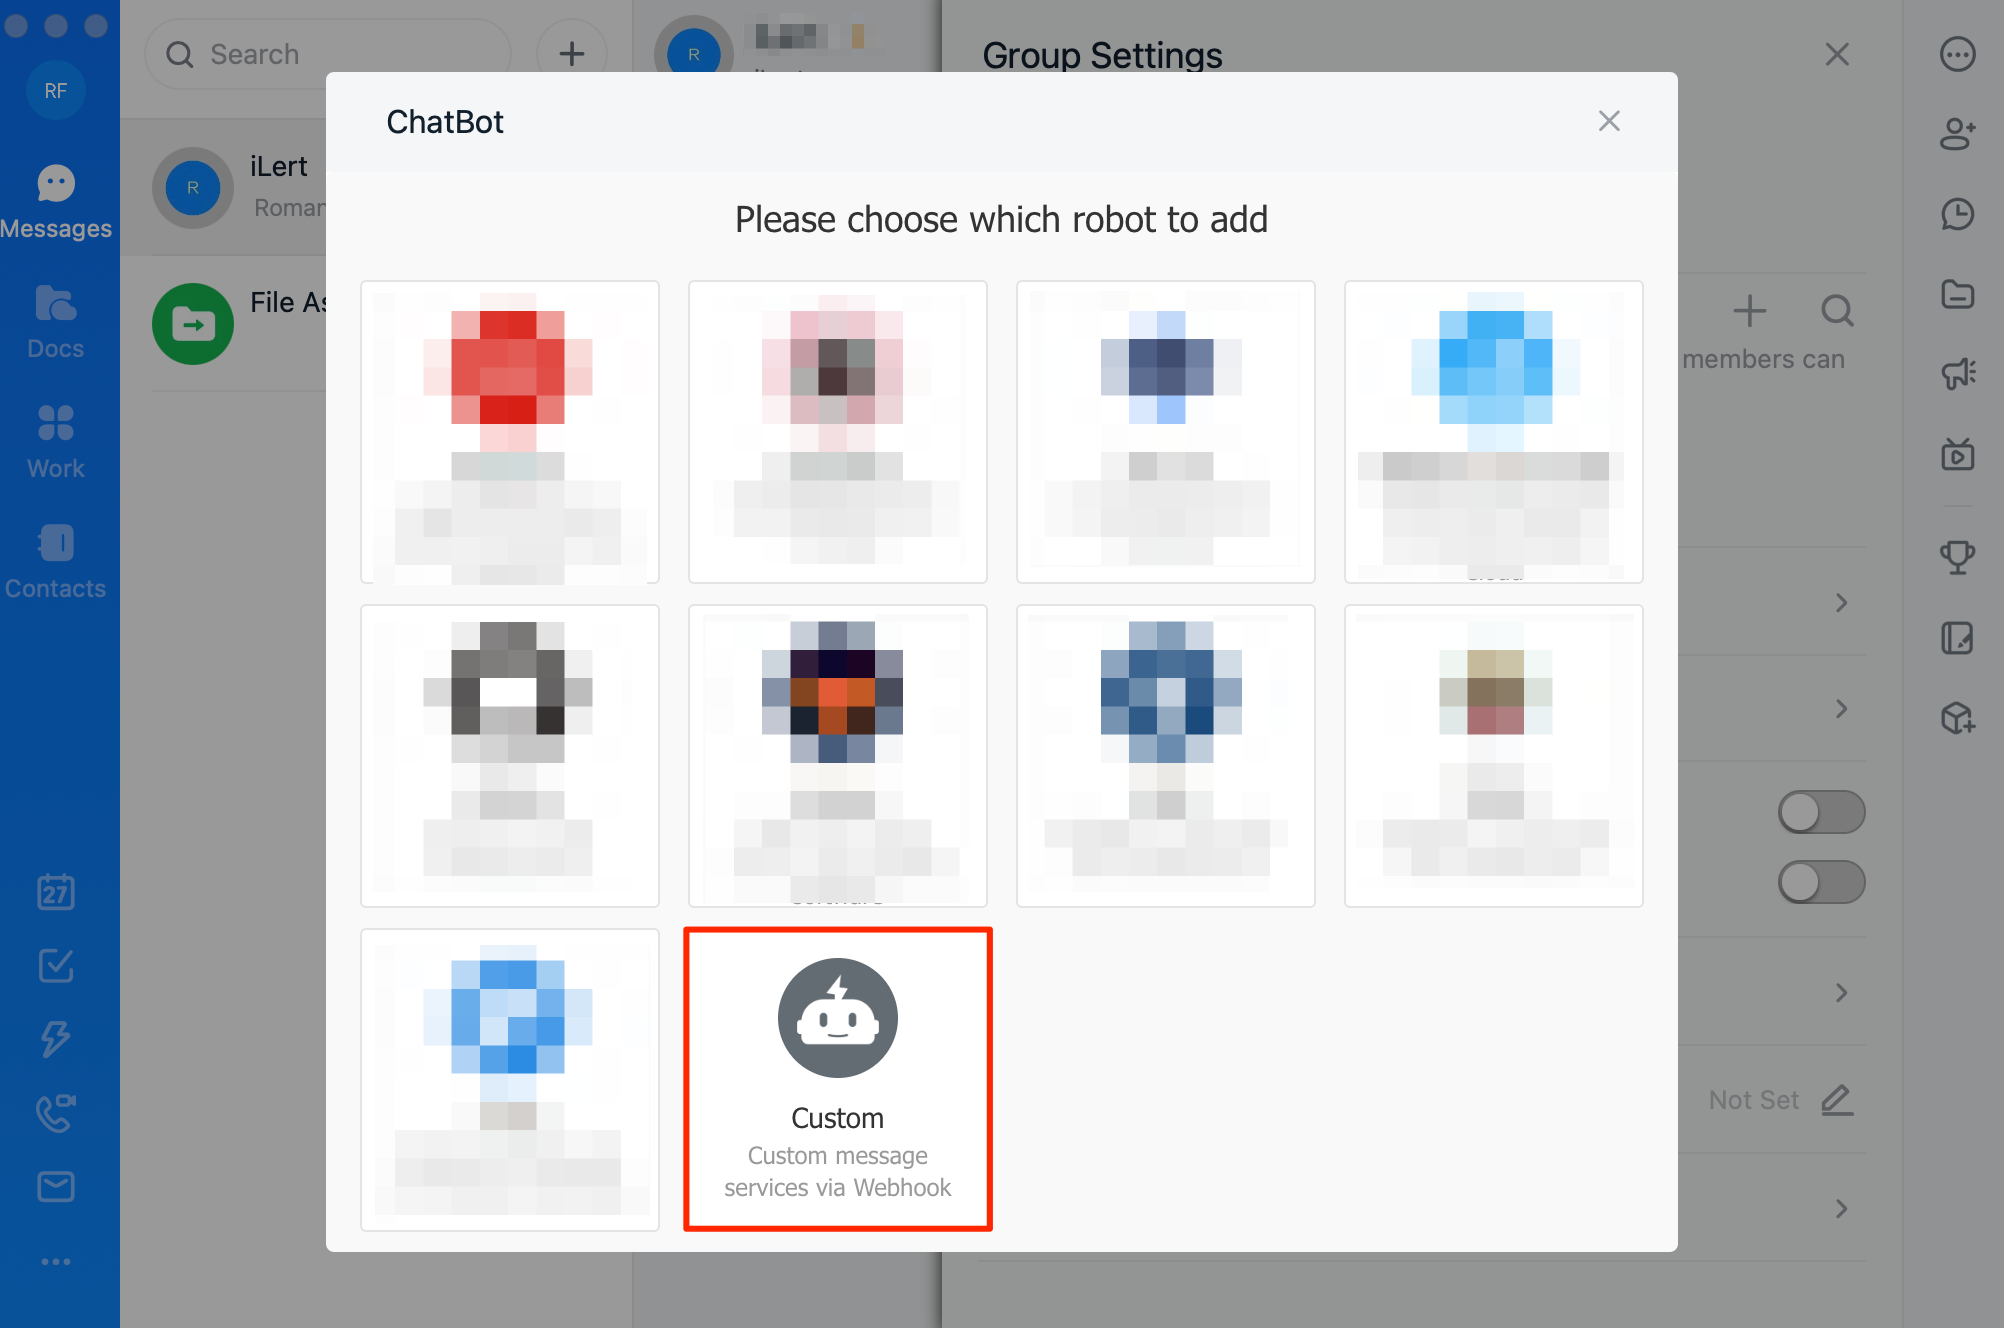 RF
Messages
Docs
Work
Contacts
27
Search
R
iLert
Roman
File As
R
Group Settings
members can
Not Set
ChatBot
Please choose which robot to add
Custom
Custom message
services via Webhook